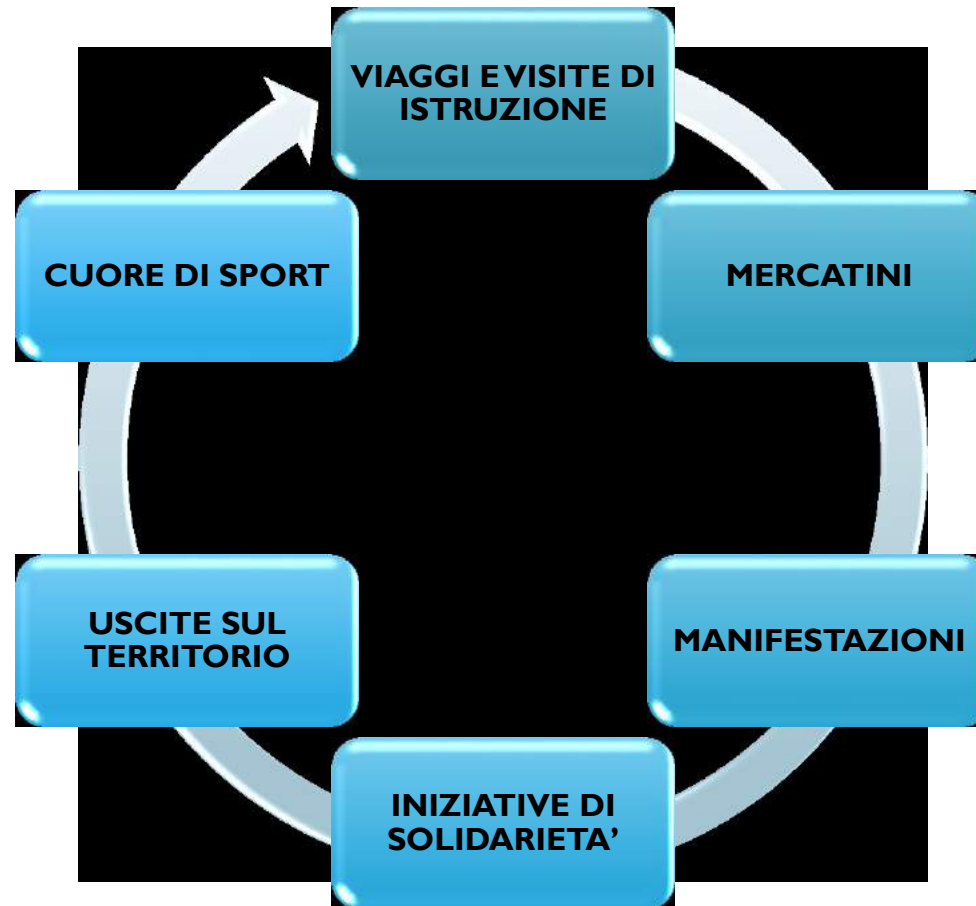 VIAGGI E VISITE DI
ISTRUZIONE
CUORE DI SPORT
MERCATINI
USCITE SUL
TERRITORIO
MANIFESTAZIONI
INIZIATIVE DI
SOLIDARIETA’